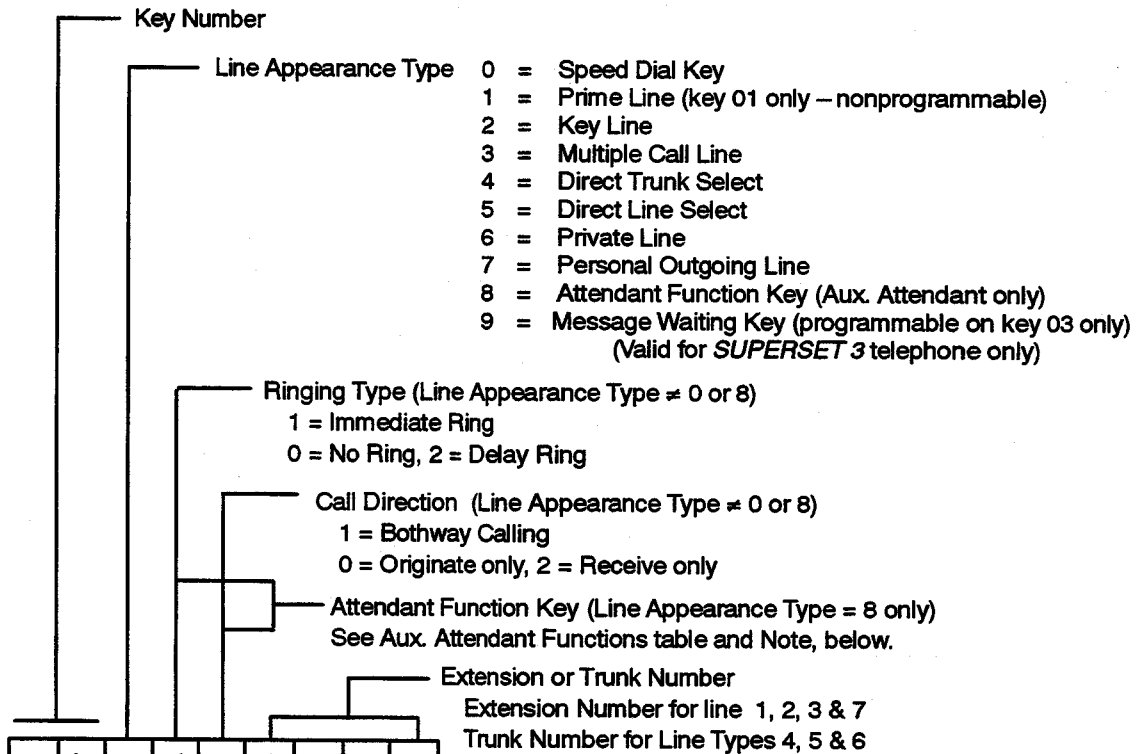 Key Number
Line Appearance Type 0 = Speed Dial Key
1 = Prime Line (key 01 only – nonprogrammable)
2 = Key Line
3 = Multiple Call Line
4 = Direct Trunk Select
5 = Direct Line Select
6 = Private Line
7 = Personal Outgoing Line
8 = Attendant Function Key (Aux. Attendant only)
9 = Message Waiting Key (programmable on key 03 only)
(Valid for SUPERSET 3 telephone only)
Ringing Type (Line Appearance Type ≠ 0 or 8)
1 = Immediate Ring
0 = No Ring, 2 = Delay Ring
Call Direction (Line Appearance Type ≠ 0 or 8)
1 = Bothway Calling
0 = Originate only, 2 = Receive only
Attendant Function Key (Line Appearance Type = 8 only)
See Aux. Attendant Functions table and Note, below.
Extension or Trunk Number
Extension Number for line 1, 2, 3 & 7
Trunk Number for Line Types 4, 5 & 6